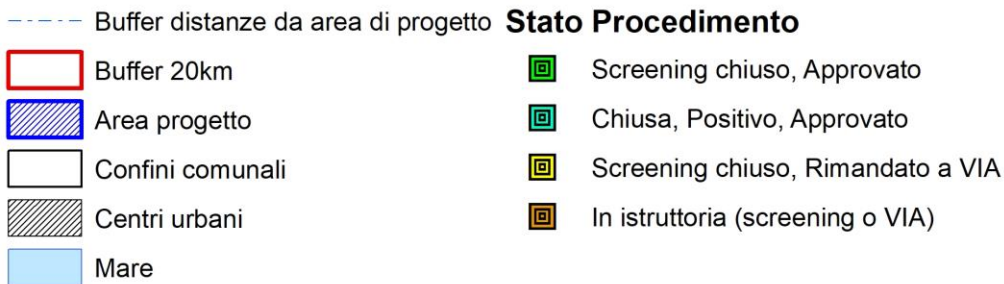 Buffer distanze da area di progetto
Buffer 20km
Area progetto
Confini comunali
Centri urbani
Mare
Stato Procedimento
Screening chiuso, Approvato
Chiusa, Positivo, Approvato
Screening chiuso, Rimandato a VIA
In istruttoria (screening o VIA)